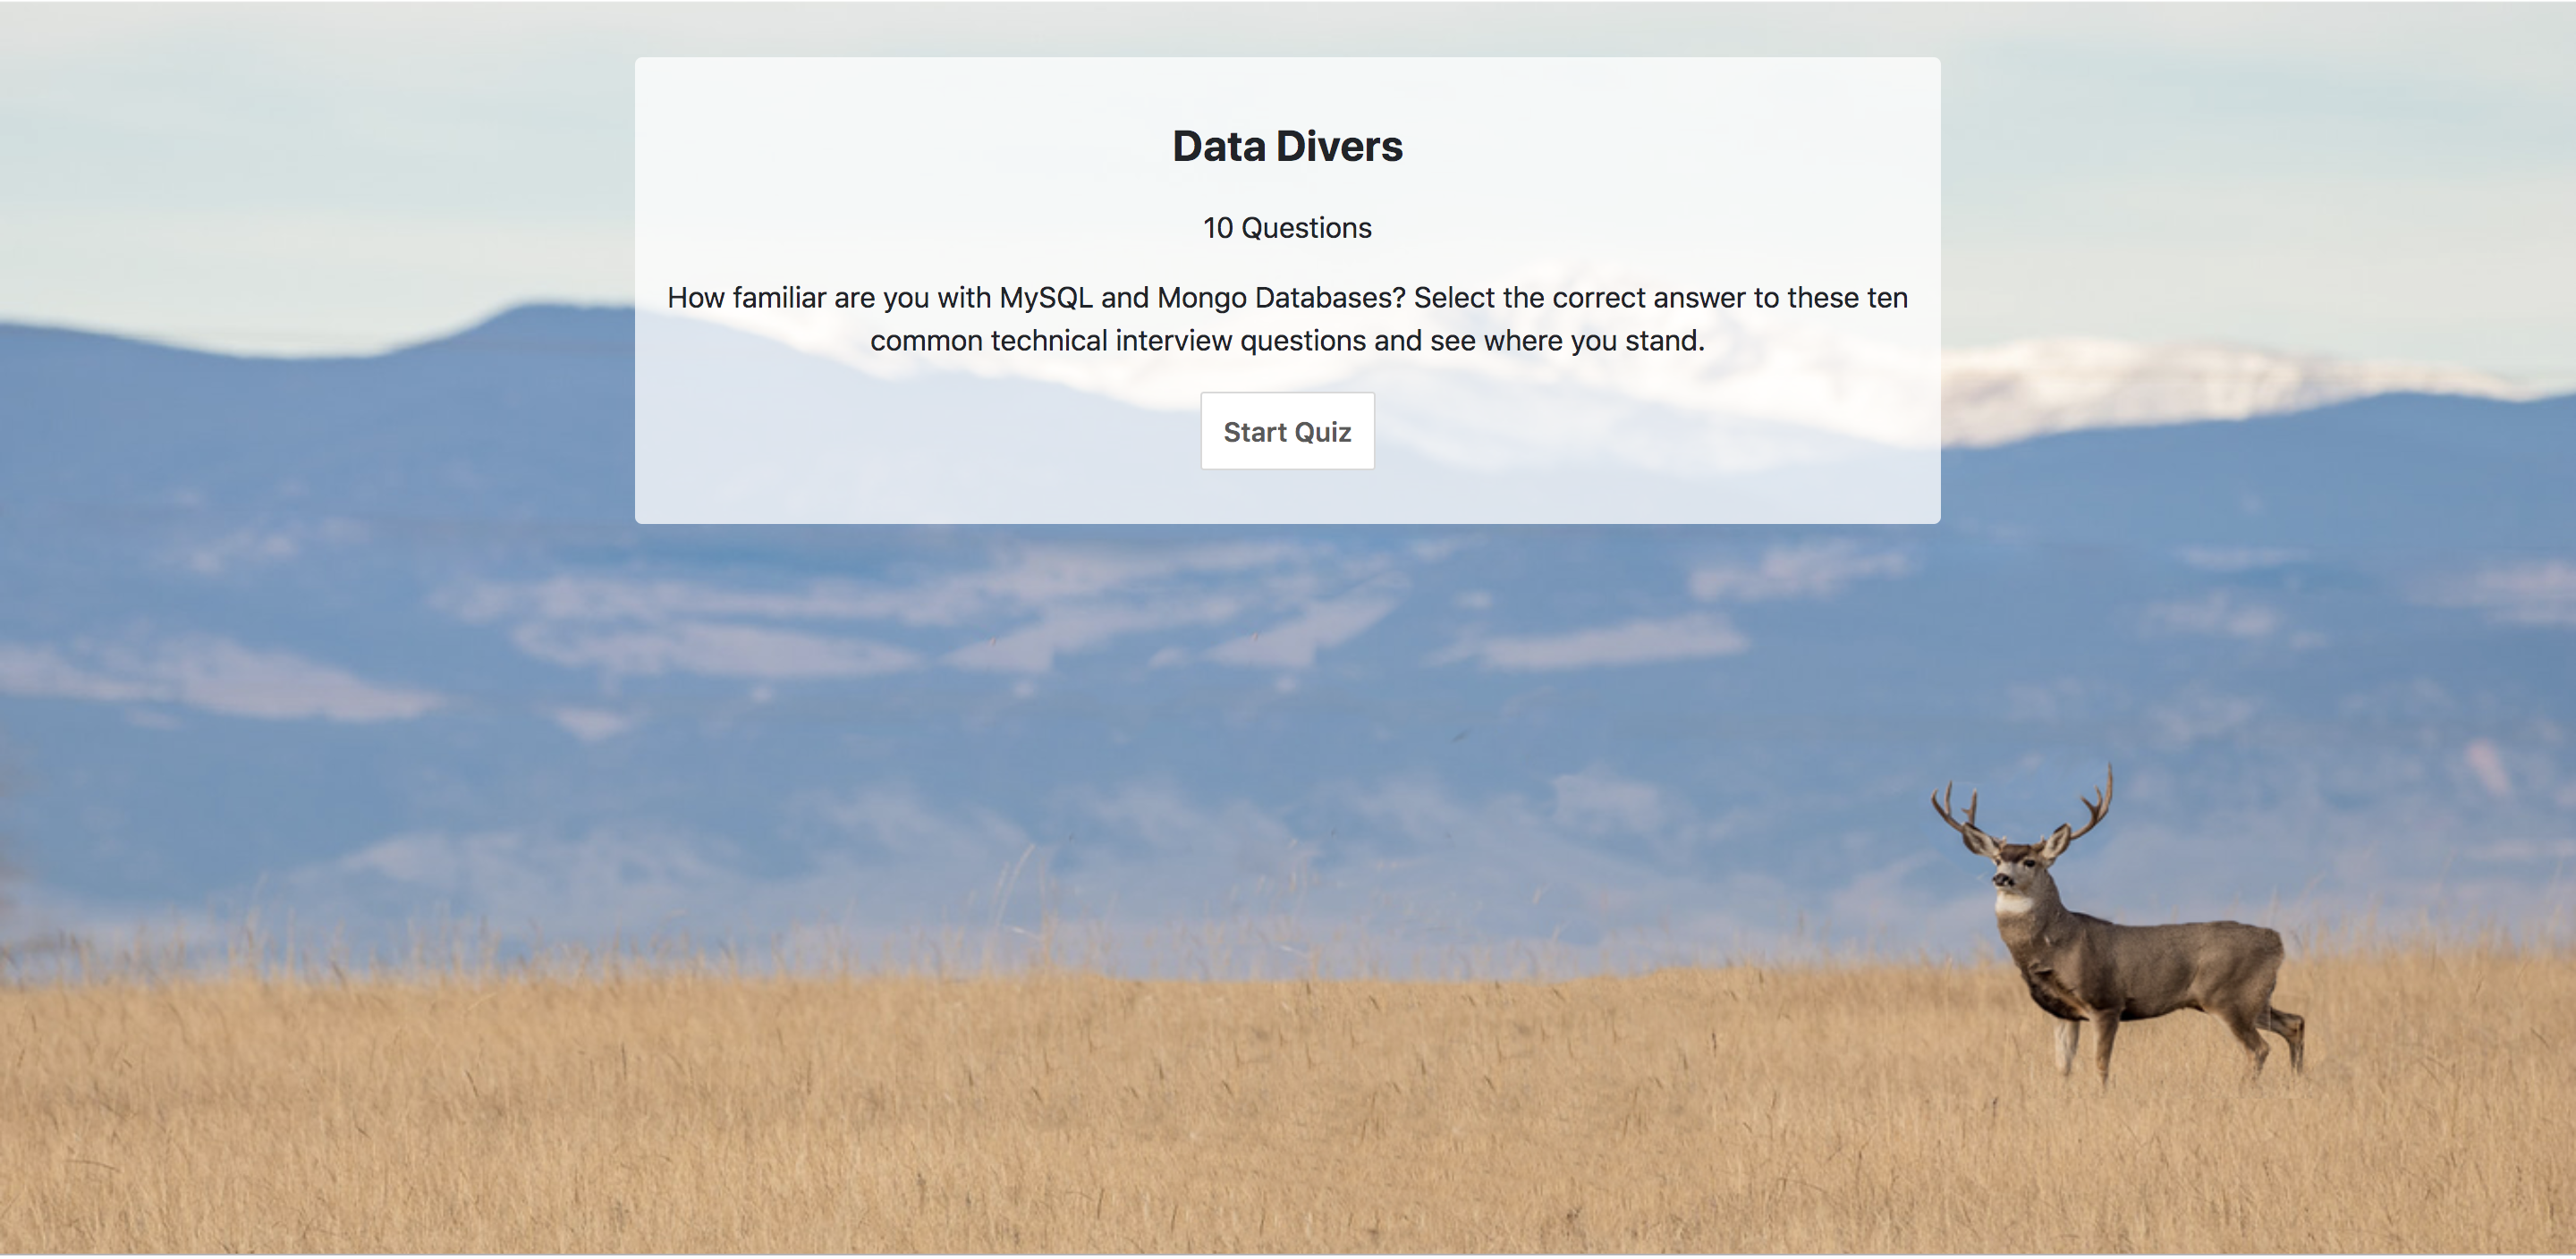 Data Divers
10 Questions
How familiar are you with MySQL and Mongo Databases? Select the correct answer to these ten
common technical interview questions and see where you stand.
Start Quiz